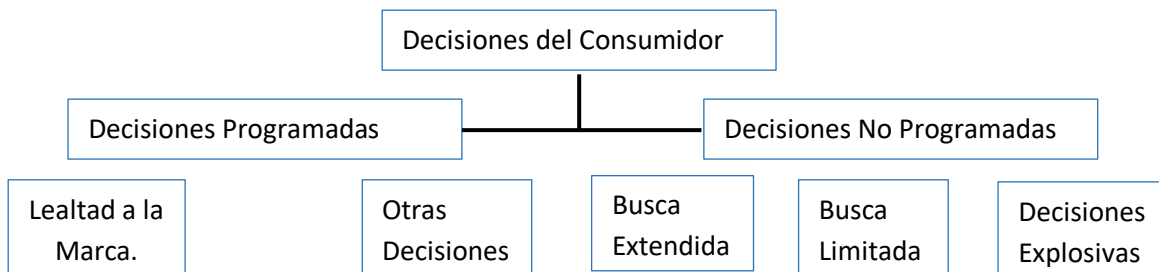 Decisiones del Consumidor
Decisiones Programadas
Decisiones No Programadas
Lealtad a la
Marca.
Otras
Decisiones
Busca
Extendida
Busca
Limitada
Decisiones
Explosivas